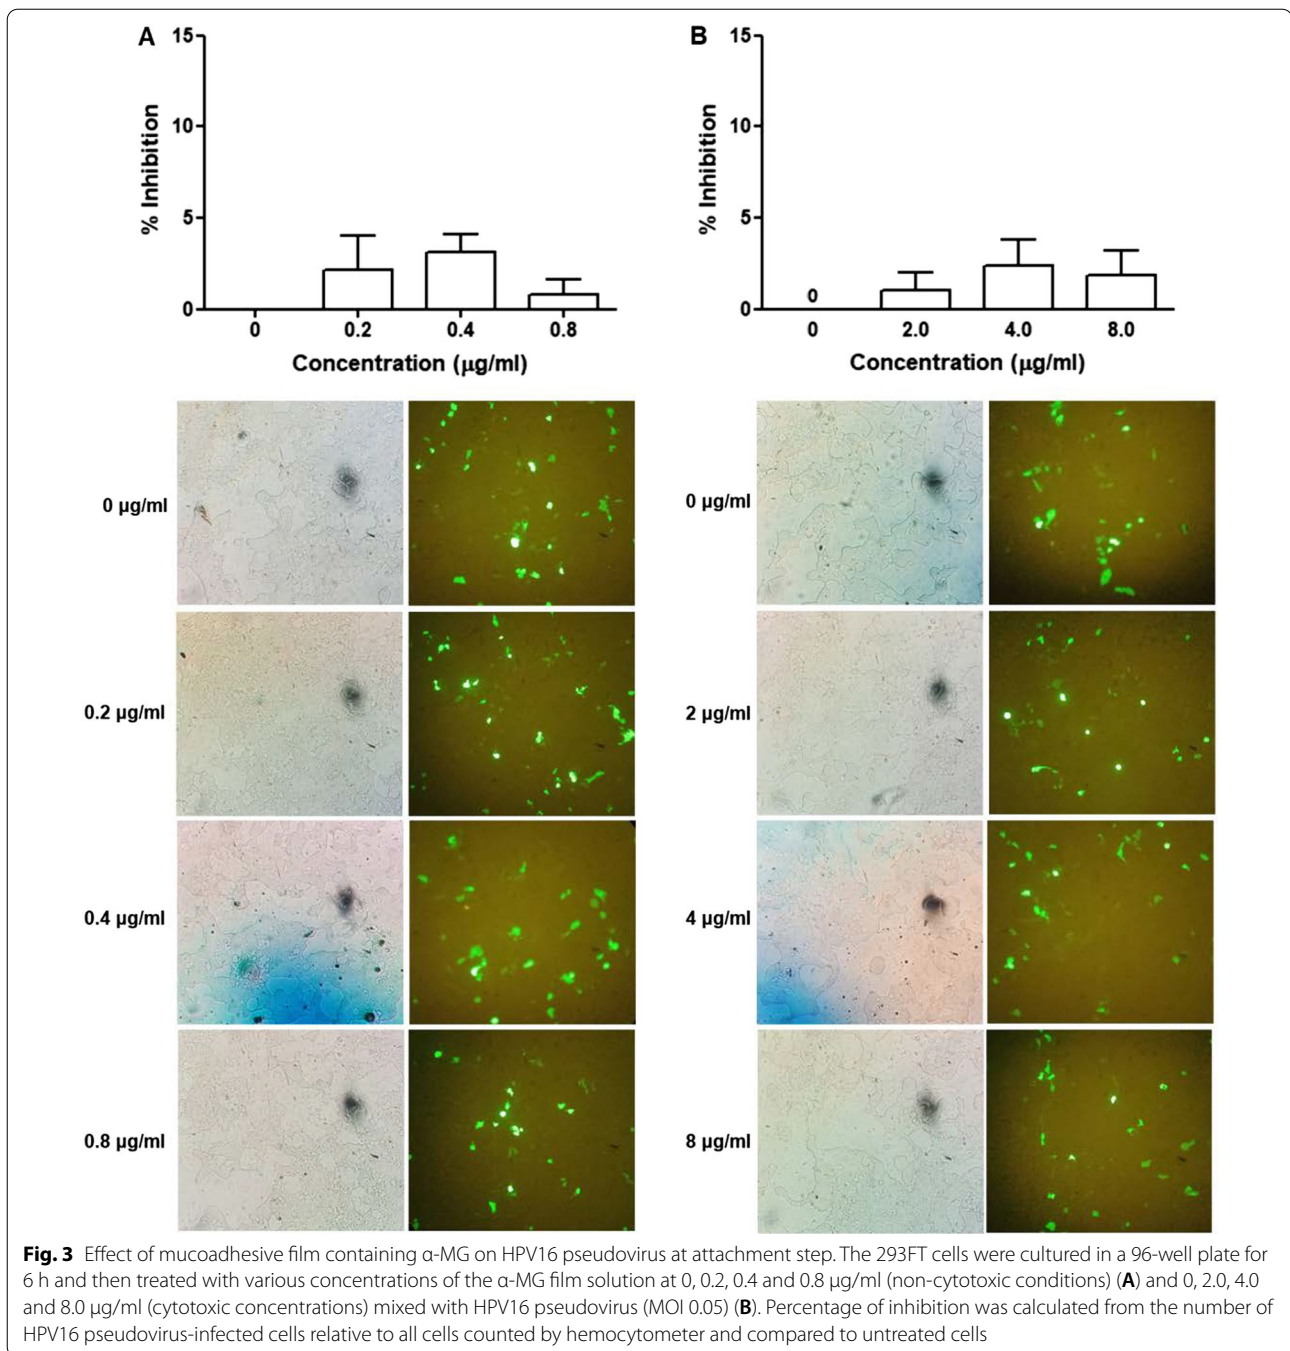 A
15
10
5
0
% Inhibition
0 0.2 0.4 0.8
Concentration (µg/ml)
B
15
10
5
0
% Inhibition
0
0 2.0 4.0 8.0
Concentration (µg/ml)
0 µg/ml
0.2 µg/ml
0.4 µg/ml
0.8 µg/ml
0 µg/ml
2 µg/ml
4 µg/ml
8 µg/ml
Fig. 3 Effect of mucoadhesive film containing α-MG on HPV16 pseudovirus at attachment step. The 293FT cells were cultured in a 96-well plate for
6 h and then treated with various concentrations of the α-MG film solution at 0, 0.2, 0.4 and 0.8 µg/ml (non-cytotoxic conditions) (A) and 0, 2.0, 4.0
and 8.0 µg/ml (cytotoxic concentrations) mixed with HPV16 pseudovirus (MOI 0.05) (B). Percentage of inhibition was calculated from the number of
HPV16 pseudovirus-infected cells relative to all cells counted by hemocytometer and compared to untreated cells